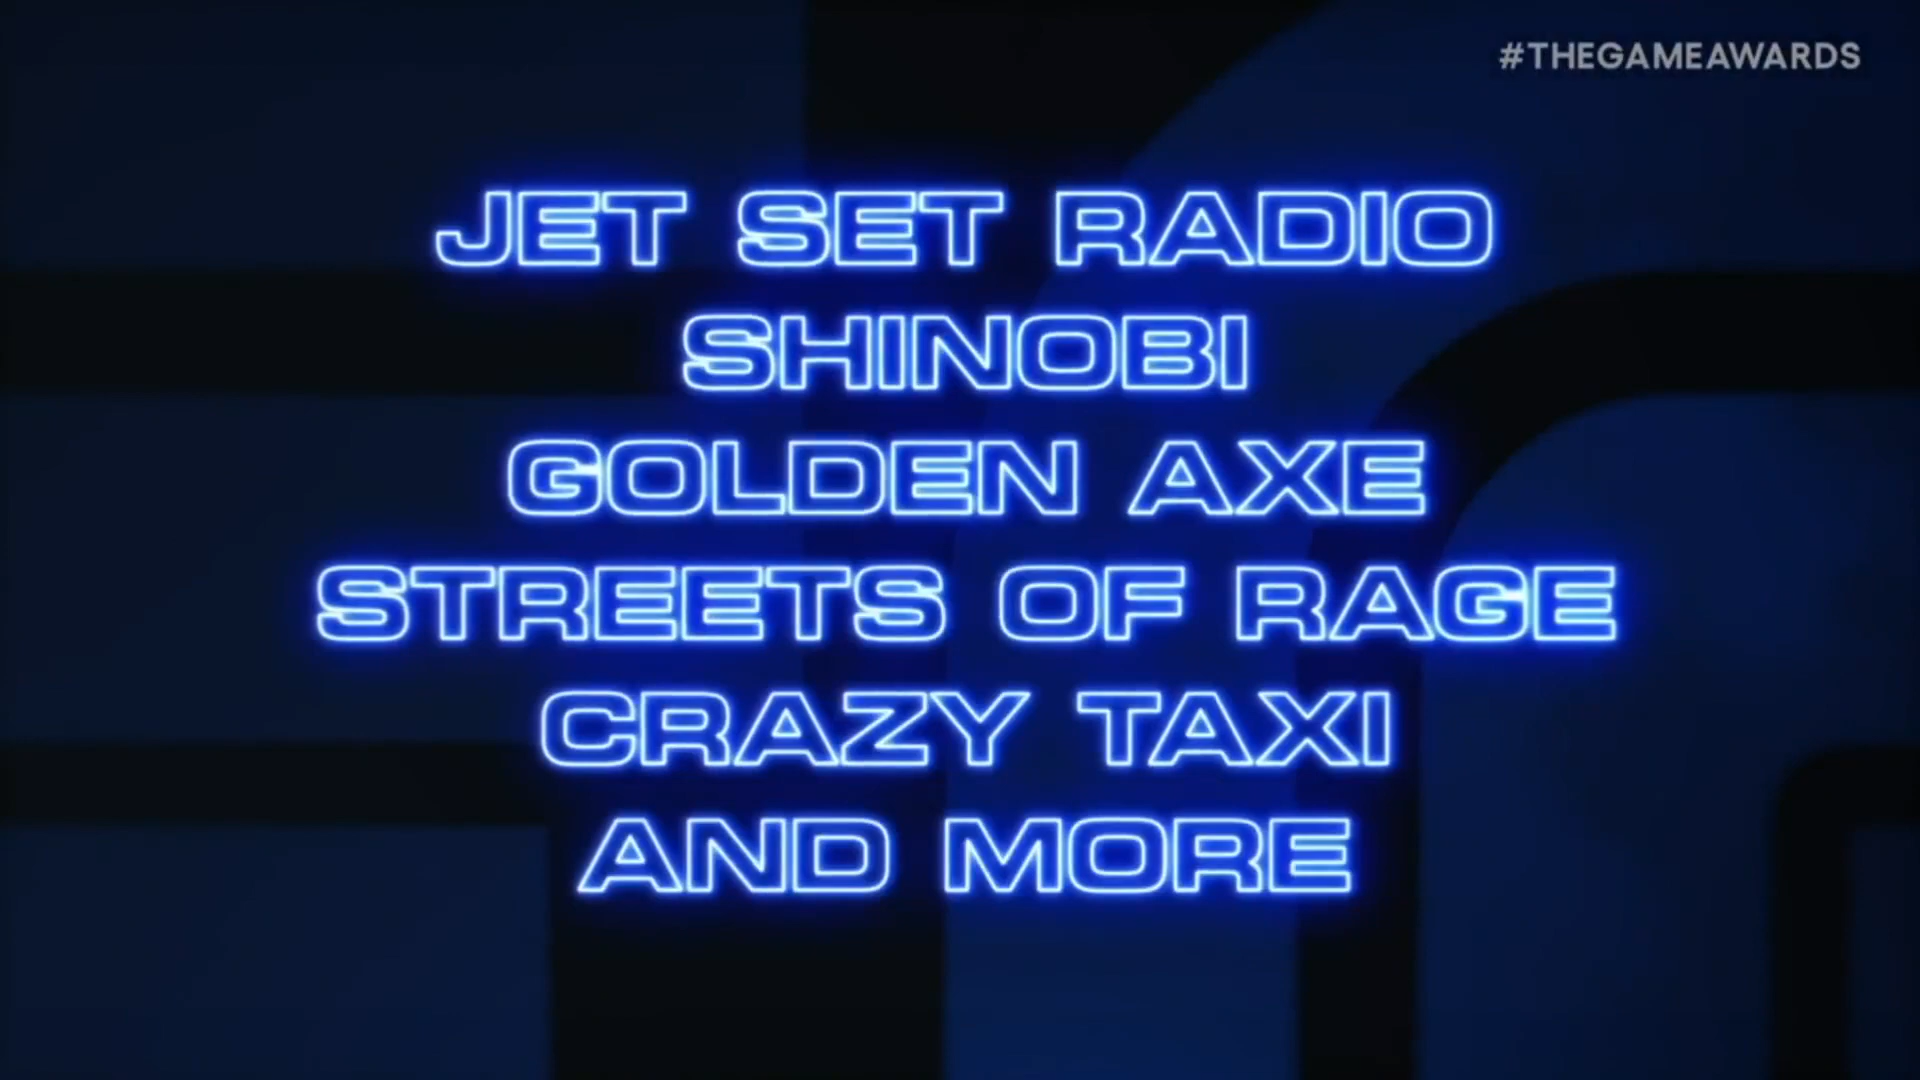 #THEGAMEAWARDS
JET SET RADIO
SHINOBI
GOLDEN AXE
STREETS OF RAGE
CRAZY TAXI
AND MORE